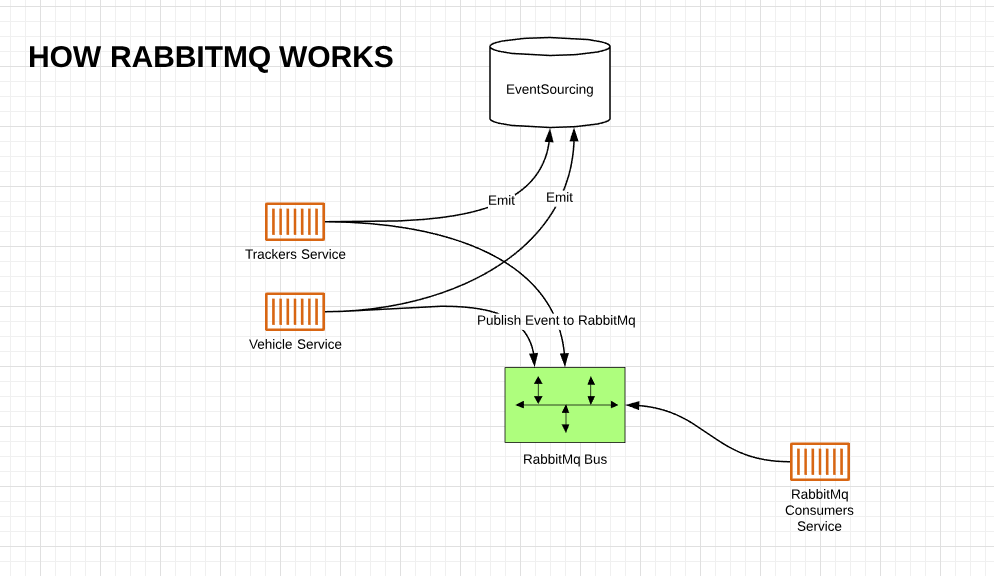 HOW RABBITMQ WORKS
EventSourcing
Emit
Emit
Trackers Service
Publish Event to RabbitMq
Vehicle Service
RabbitMq Bus
RabbitMq
Consumers
Service